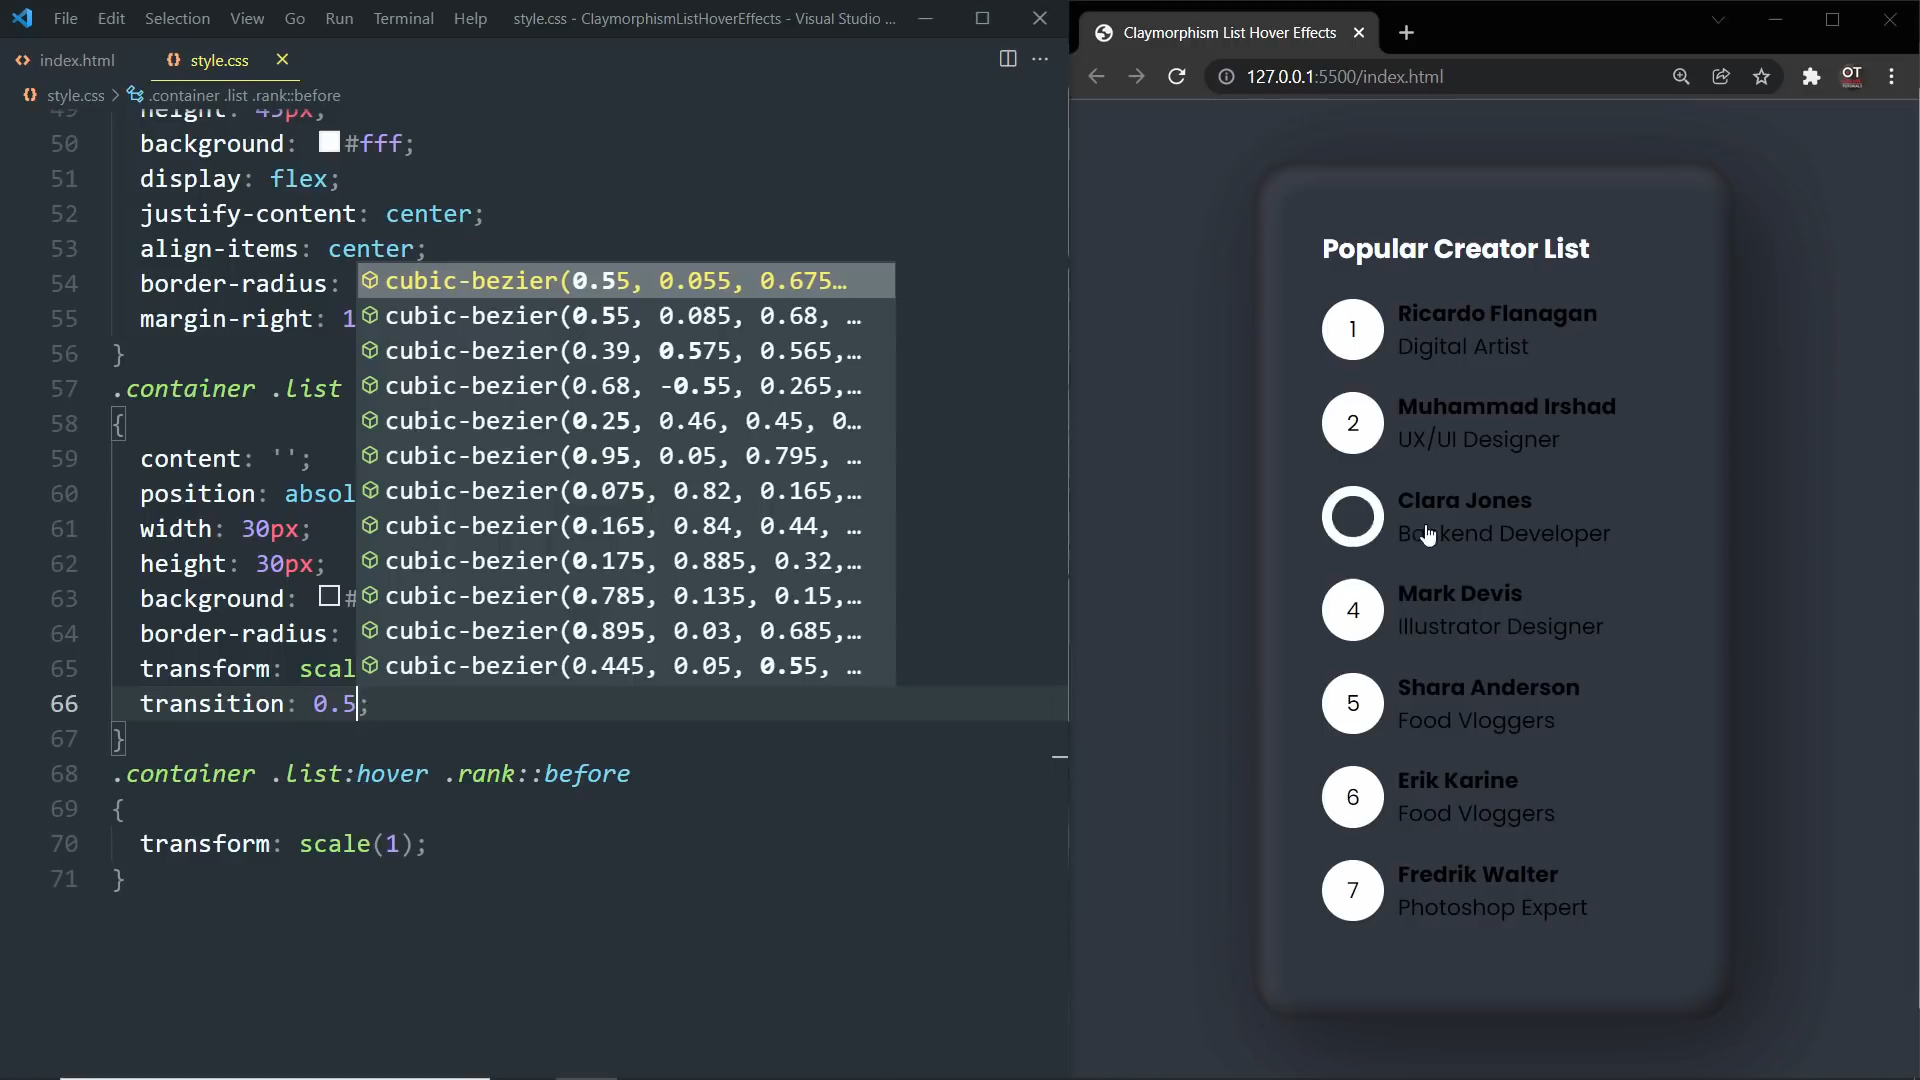 File Edit Selection View Go Run Terminal Help style.css - ClaymorphismListHoverEffects - Visual Studio ...
index.html
style.css
style.css > .container .list .rank::before
49 height: 45px;
50 background: #fff;
51 display: flex;
52 justify-content: center;
53 align-items: center;
54 border-radius:
55 margin-right: 1
56 }
57 .container .list
58 {
59 content: '';
60 position: absol
61 width: 30px;
62 height: 30px;
63 background: #
64 border-radius:
65 transform: scal
66 transition: 0.5;
67 }
68 .container .list:hover .rank::before
69 {
70 transform: scale(1);
71 }
cubic-bezier(0.55, 0.055, 0.675…
cubic-bezier(0.55, 0.085, 0.68, …
cubic-bezier(0.39, 0.575, 0.565,…
cubic-bezier(0.68, -0.55, 0.265,…
cubic-bezier(0.25, 0.46, 0.45, 0…
cubic-bezier(0.95, 0.05, 0.795, …
cubic-bezier(0.075, 0.82, 0.165,…
cubic-bezier(0.165, 0.84, 0.44, …
cubic-bezier(0.175, 0.885, 0.32,…
cubic-bezier(0.785, 0.135, 0.15,…
cubic-bezier(0.895, 0.03, 0.685,…
cubic-bezier(0.445, 0.05, 0.55, …
Claymorphism List Hover Effects
127.0.0.1:5500/index.html
OT
Popular Creator List
1
Ricardo Flanagan
Digital Artist
2
Muhammad Irshad
UX/UI Designer
Clara Jones
Backend Developer
4
Mark Devis
Illustrator Designer
5
Shara Anderson
Food Vloggers
6
Erik Karine
Food Vloggers
7
Fredrik Walter
Photoshop Expert